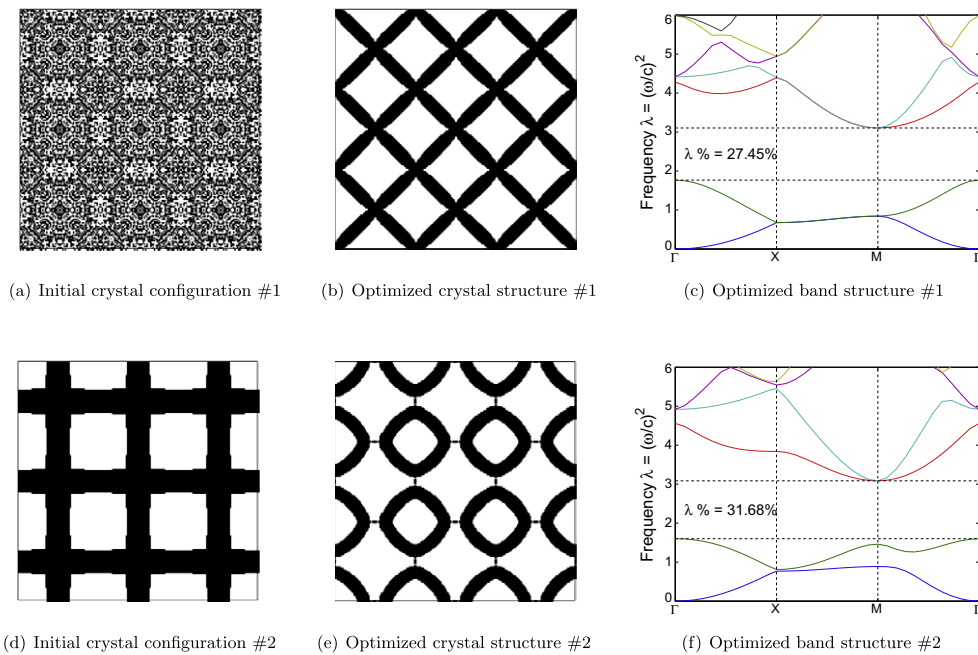 6
5
4
3
2
1
0
Frequency λ = (ω/c)²
λ % = 27.45%
Γ X M Γ
(a) Initial crystal configuration #1
(b) Optimized crystal structure #1
(c) Optimized band structure #1
6
5
4
3
2
1
0
Frequency λ = (ω/c)²
λ % = 31.68%
Γ X M Γ
(d) Initial crystal configuration #2
(e) Optimized crystal structure #2
(f) Optimized band structure #2